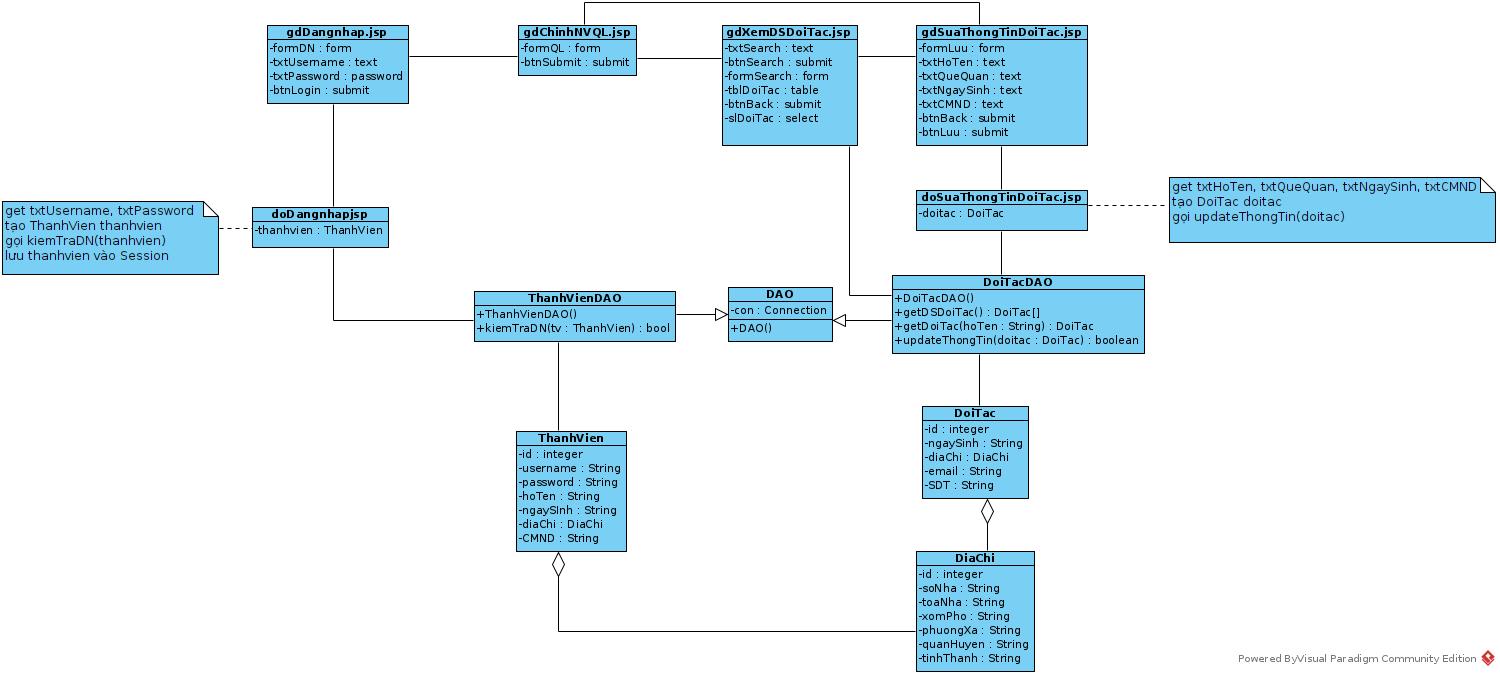 gdDangnhap.jsp
-formDN : form
-txtUsername : text
-txtPassword : password
-btnLogin : submit
gdChinhNVQL.jsp
-formQL : form
-btnSubmit : submit
gdXemDSDoiTac.jsp
-txtSearch : text
-btnSearch : submit
-formSearch : form
-tblDoiTac : table
-btnBack : submit
-slDoiTac : select
gdSuaThongTinDoiTac.jsp
-formLuu : form
-txtHoTen : text
-txtQueQuan : text
-txtNgaySinh : text
-txtCMND : text
-btnBack : submit
-btnLuu : submit
get txtUsername, txtPassword
tạo ThanhVien thanhvien
gọi kiemTraDN(thanhvien)
lưu thanhvien vào Session
doDangnhapjsp
-thanhvien : ThanhVien
doSuaThongTinDoiTac.jsp
-doitac : DoiTac
get txtHoTen, txtQueQuan, txtNgaySinh, txtCMND
tạo DoiTac doitac
gọi updateThongTin(doitac)
ThanhVienDAO
+ThanhVienDAO()
+kiemTraDN(tv : ThanhVien) : bool
DAO
-con : Connection
+DAO()
DoiTacDAO
+DoiTacDAO()
+getDSDoiTac() : DoiTac[]
+getDoiTac(hoTen : String) : DoiTac
+updateThongTin(doitac : DoiTac) : boolean
ThanhVien
-id : integer
-username : String
-password : String
-hoTen : String
-ngaySInh : String
-diaChi : DiaChi
-CMND : String
DoiTac
-id : integer
-ngaySinh : String
-diaChi : DiaChi
-email : String
-SDT : String
DiaChi
-id : integer
-soNha : String
-toaNha : String
-xomPho : String
-phuongXa : String
-quanHuyen : String
-tinhThanh : String
Powered ByVisual Paradigm Community Edition